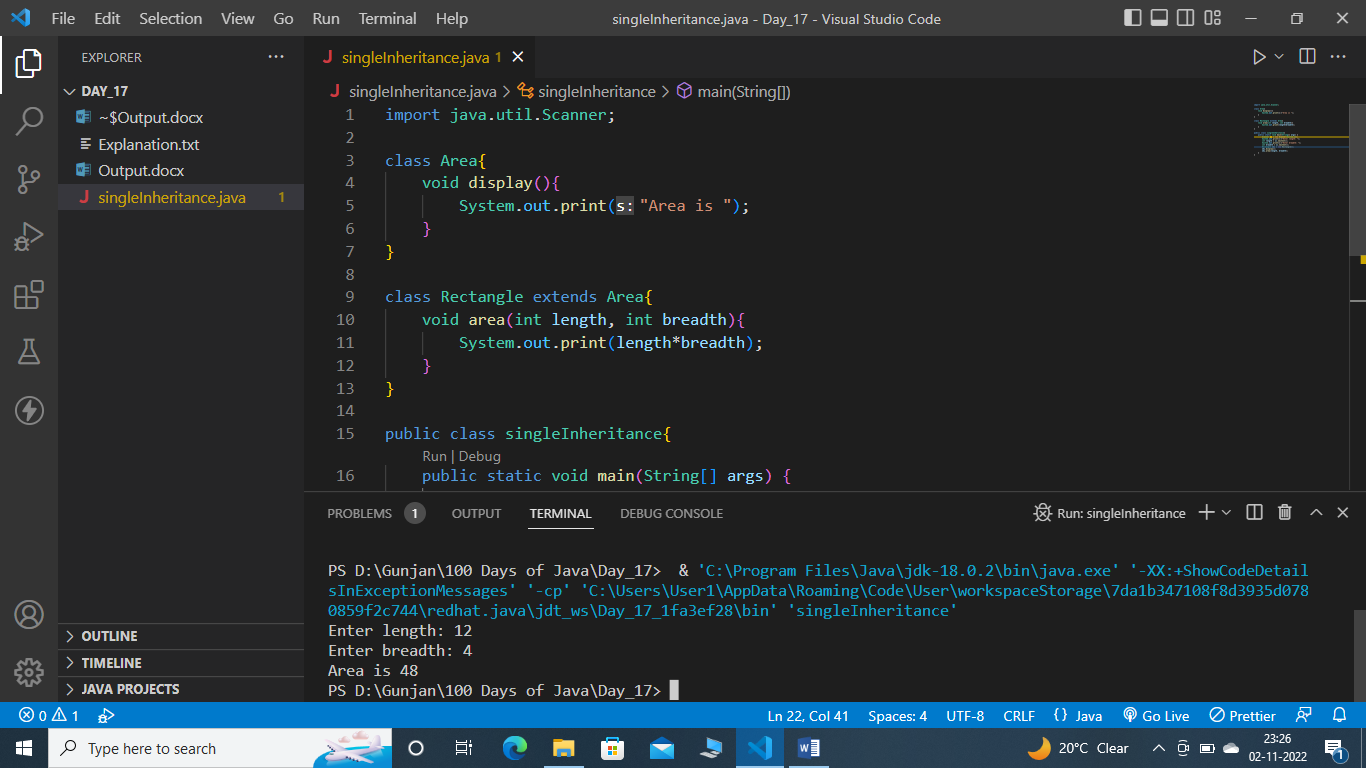 File Edit Selection View Go Run Terminal Help singleInheritance.java - Day_17 - Visual Studio Code
EXPLORER ···
DAY_17
~$Output.docx
Explanation.txt
Output.docx
singleInheritance.java 1
OUTLINE
TIMELINE
JAVA PROJECTS
singleInheritance.java 1
singleInheritance.java > singleInheritance > main(String[])
1 import java.util.Scanner;
2
3 class Area{
4 void display(){
5 System.out.print(s: "Area is ");
6 }
7 }
8
9 class Rectangle extends Area{
10 void area(int length, int breadth){
11 System.out.print(length*breadth);
12 }
13 }
14
15 public class singleInheritance{
Run | Debug
16 public static void main(String[] args) {
PROBLEMS 1 OUTPUT TERMINAL DEBUG CONSOLE Run: singleInheritance
PS D:\Gunjan\100 Days of Java\Day_17> & 'C:\Program Files\Java\jdk-18.0.2\bin\java.exe' '-XX:+ShowCodeDetail
sInExceptionMessages' '-cp' 'C:\Users\User1\AppData\Roaming\Code\User\workspaceStorage\7da1b347108f8d3935d078
0859f2c744\redhat.java\jdt_ws\Day_17_1fa3ef28\bin' 'singleInheritance'
Enter length: 12
Enter breadth: 4
Area is 48
PS D:\Gunjan\100 Days of Java\Day_17>
0 1 Ln 22, Col 41 Spaces: 4 UTF-8 CRLF {} Java Go Live Prettier
Type here to search 20°C Clear 23:26
02-11-2022 1